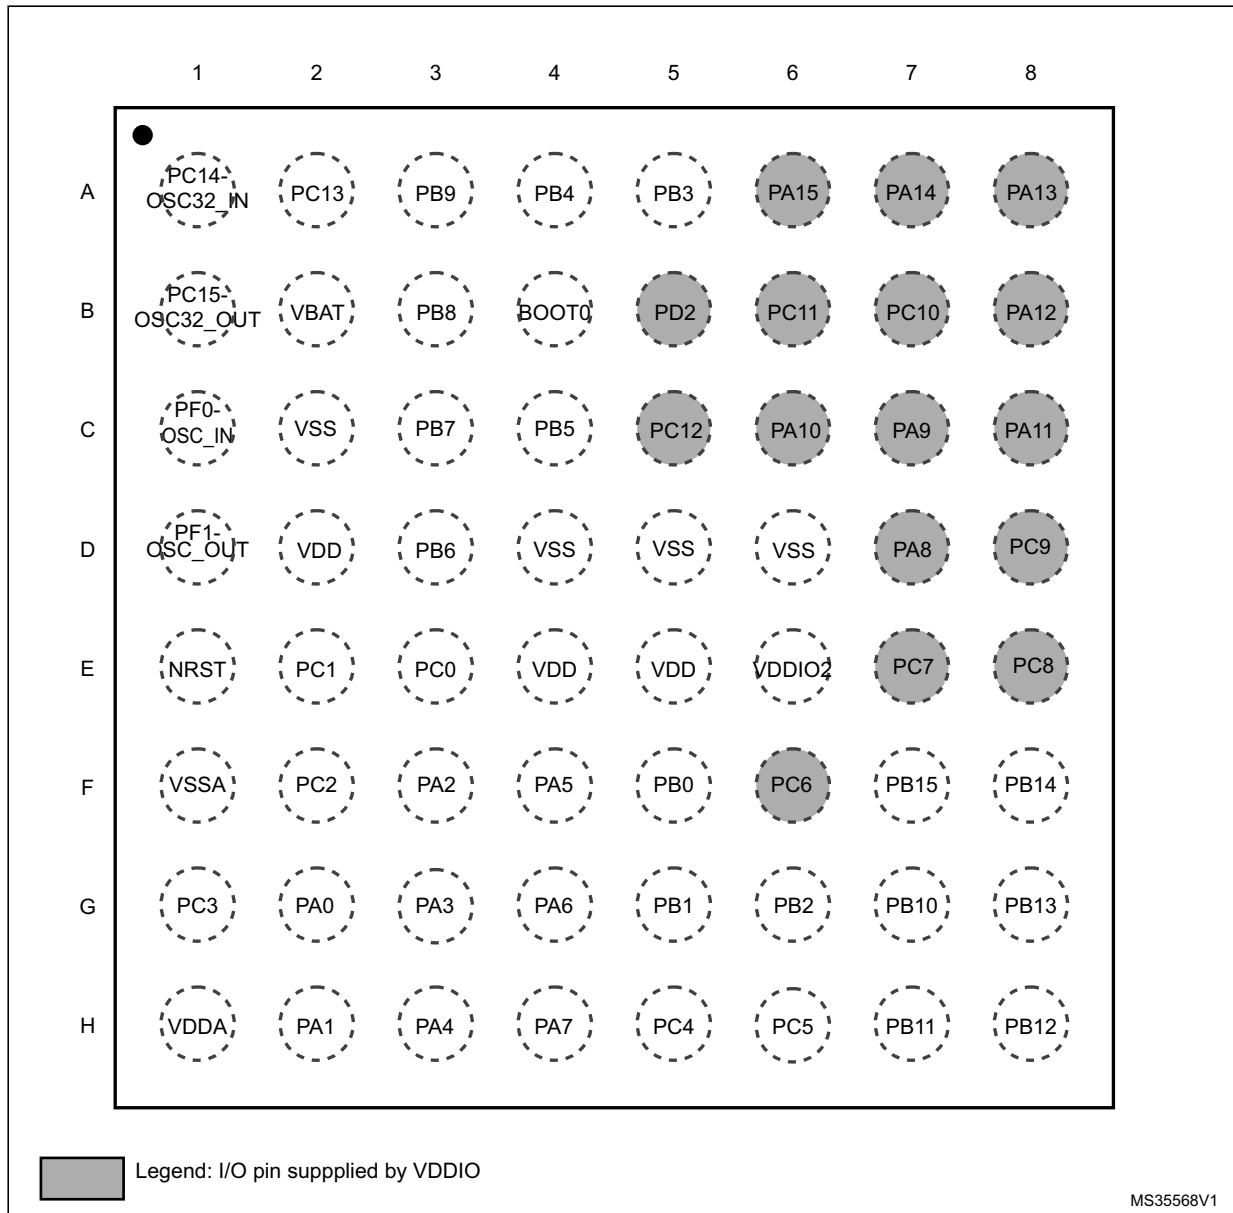 1 2 3 4 5 6 7 8
A PC14-OSC32_IN PC13 PB9 PB4 PB3 PA15 PA14 PA13
B PC15-OSC32_OUT VBAT PB8 BOOT0 PD2 PC11 PC10 PA12
C PF0-OSC_IN VSS PB7 PB5 PC12 PA10 PA9 PA11
D PF1-OSC_OUT VDD PB6 VSS VSS VSS PA8 PC9
E NRST PC1 PC0 VDD VDD VDDIO2 PC7 PC8
F VSSA PC2 PA2 PA5 PB0 PC6 PB15 PB14
G PC3 PA0 PA3 PA6 PB1 PB2 PB10 PB13
H VDDA PA1 PA4 PA7 PC4 PC5 PB11 PB12
Legend: I/O pin suppplied by VDDIO
MS35568V1